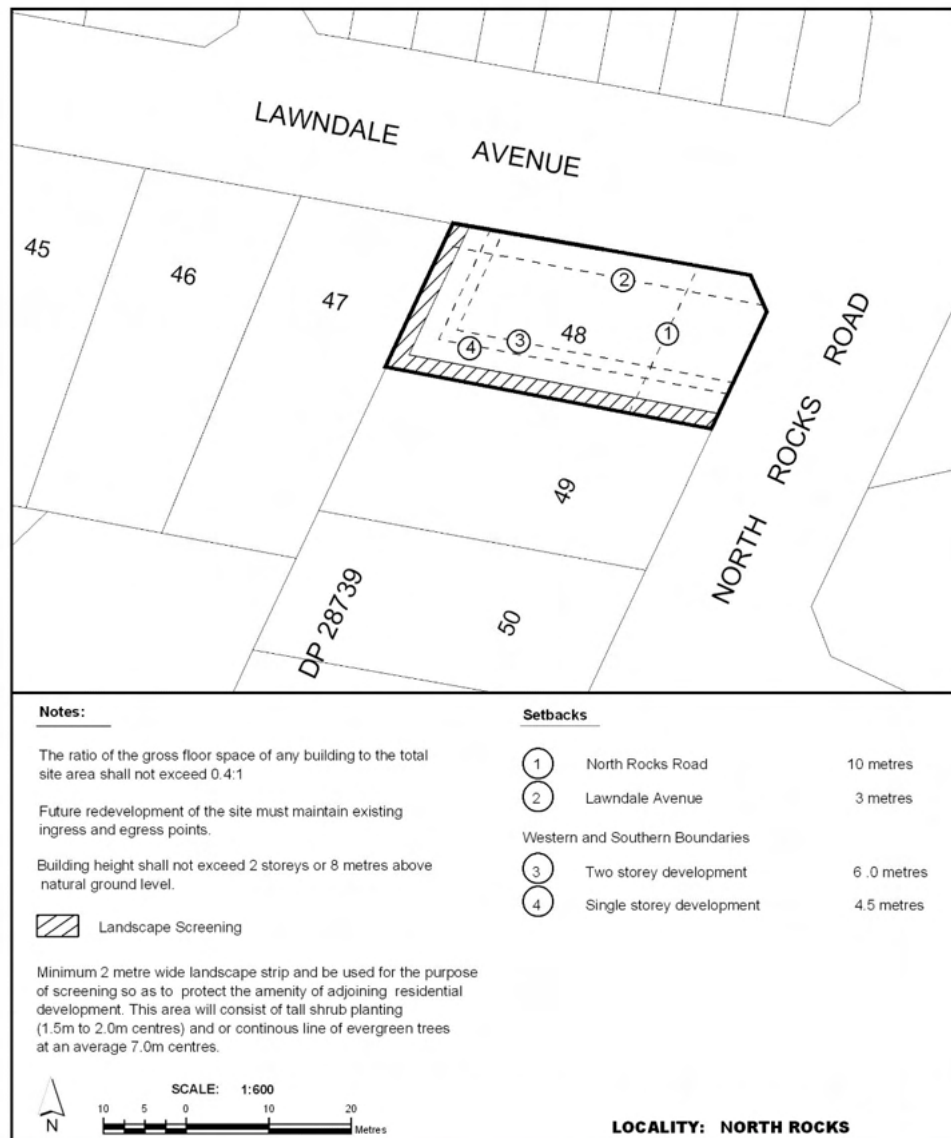 LAWNDALE AVENUE
45
46
47
2
1
48
3
4
NORTH ROCKS ROAD
49
50
DP 28739
Notes:
The ratio of the gross floor space of any building to the total
site area shall not exceed 0.4:1
Future redevelopment of the site must maintain existing
ingress and egress points.
Building height shall not exceed 2 storeys or 8 metres above
natural ground level.
Landscape Screening
Minimum 2 metre wide landscape strip and be used for the purpose
of screening so as to protect the amenity of adjoining residential
development. This area will consist of tall shrub planting
(1.5m to 2.0m centres) and or continous line of evergreen trees
at an average 7.0m centres.
Setbacks
1 North Rocks Road 10 metres
2 Lawndale Avenue 3 metres
Western and Southern Boundaries
3 Two storey development 6 .0 metres
4 Single storey development 4.5 metres
N
SCALE: 1:600
10 5 0 10 20
Metres
LOCALITY: NORTH ROCKS